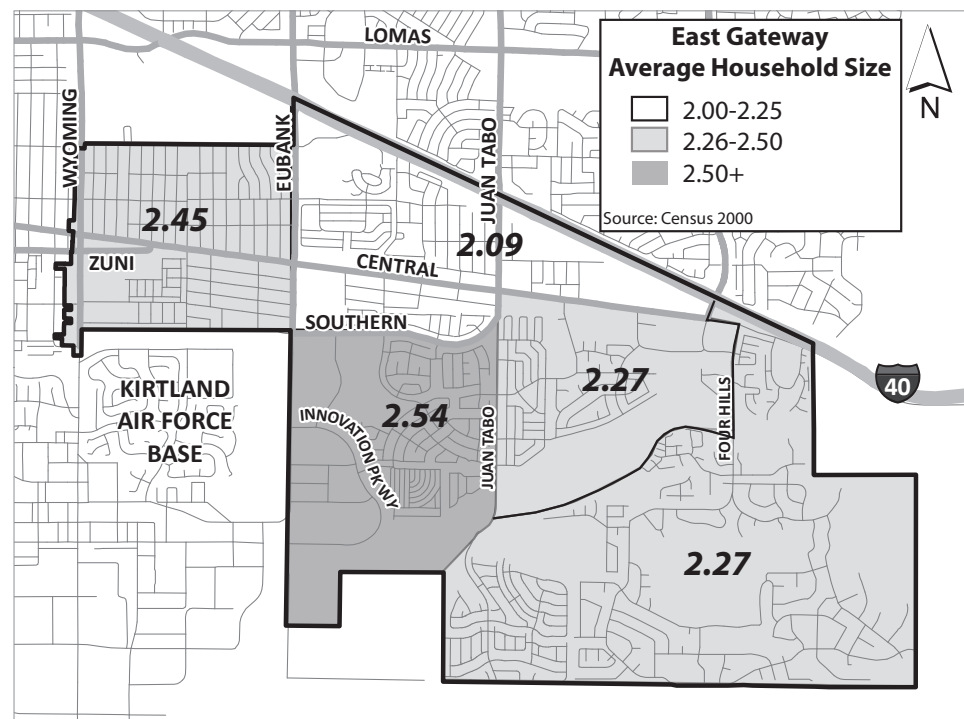 LOMAS
East Gateway
Average Household Size
2.00-2.25
2.26-2.50
2.50+
Source: Census 2000
N
WYOMING
EUBANK
JUAN TABO
2.45
2.09
ZUNI
CENTRAL
SOUTHERN
KIRTLAND
AIR FORCE
BASE
INNOVATION PKWY
2.54
JUAN TABO
2.27
FOUR HILLS
40
2.27